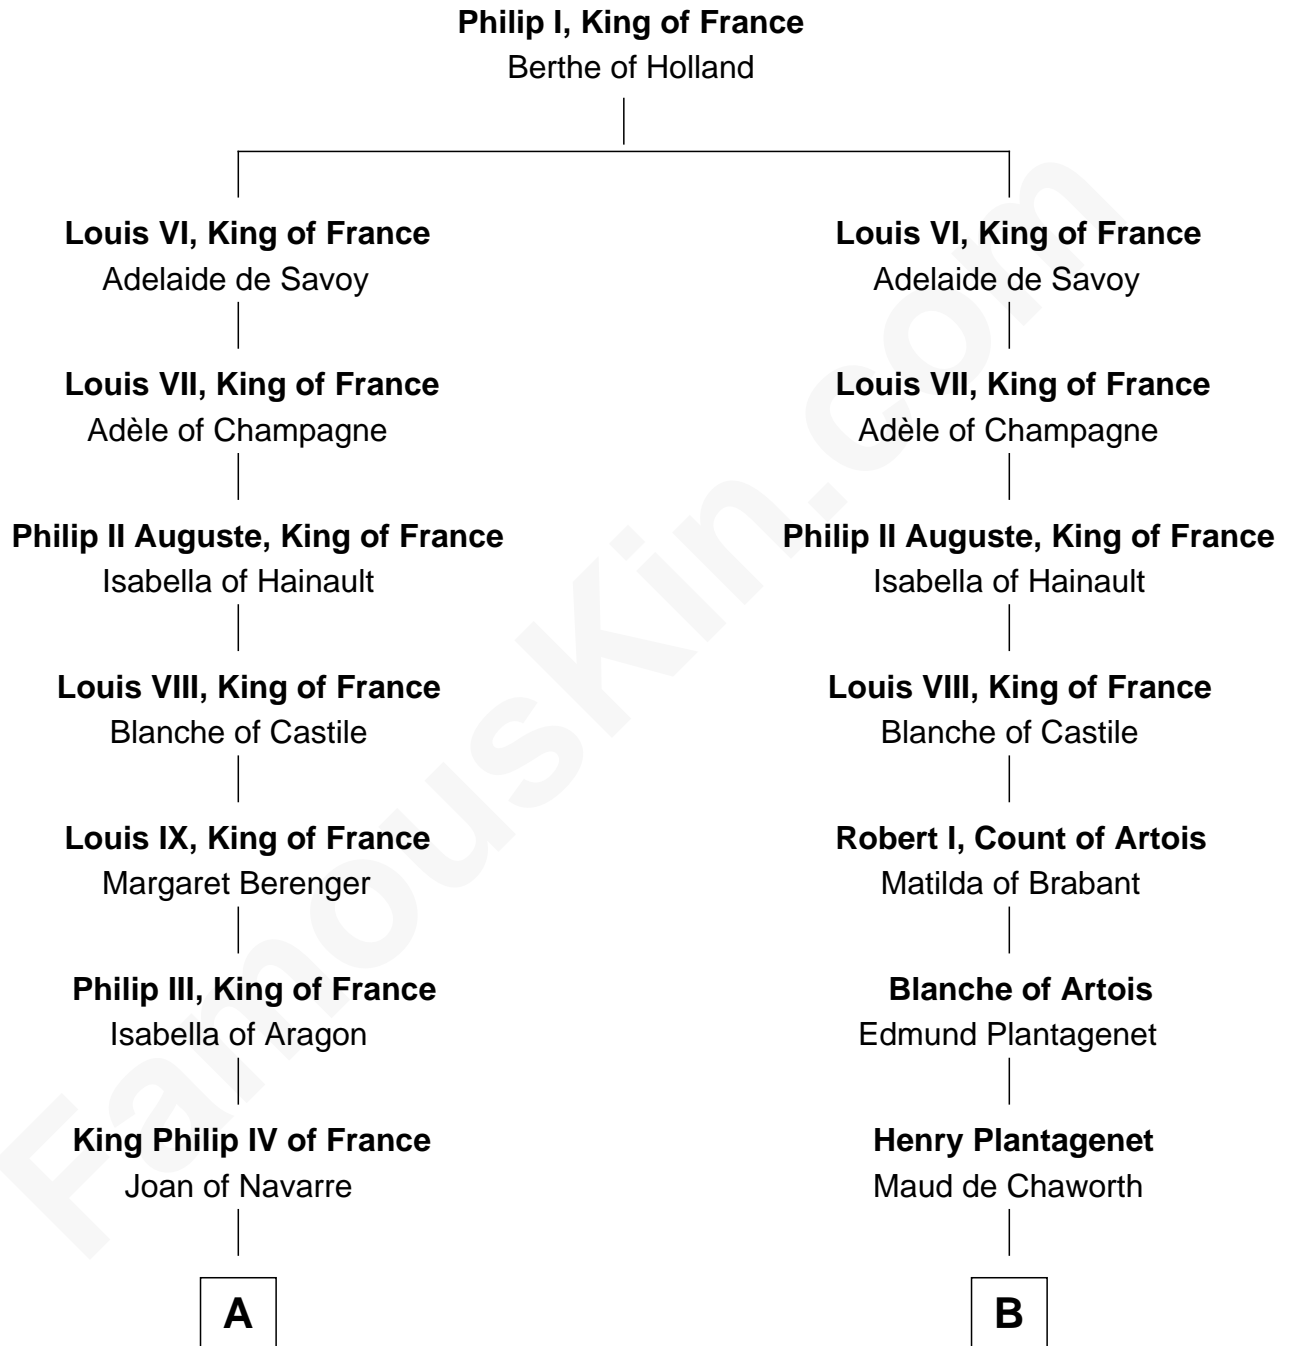 Philip I, King of France
Berthe of Holland
Louis VI, King of France
Adelaide de Savoy
Louis VI, King of France
Adelaide de Savoy
Louis VII, King of France
Adèle of Champagne
Louis VII, King of France
Adèle of Champagne
Philip II Auguste, King of France
Isabella of Hainault
Philip II Auguste, King of France
Isabella of Hainault
Louis VIII, King of France
Blanche of Castile
Louis VIII, King of France
Blanche of Castile
Louis IX, King of France
Margaret Berenger
Robert I, Count of Artois
Matilda of Brabant
Philip III, King of France
Isabella of Aragon
Blanche of Artois
Edmund Plantagenet
King Philip IV of France
Joan of Navarre
Henry Plantagenet
Maud de Chaworth
A
B
FamousKin.com